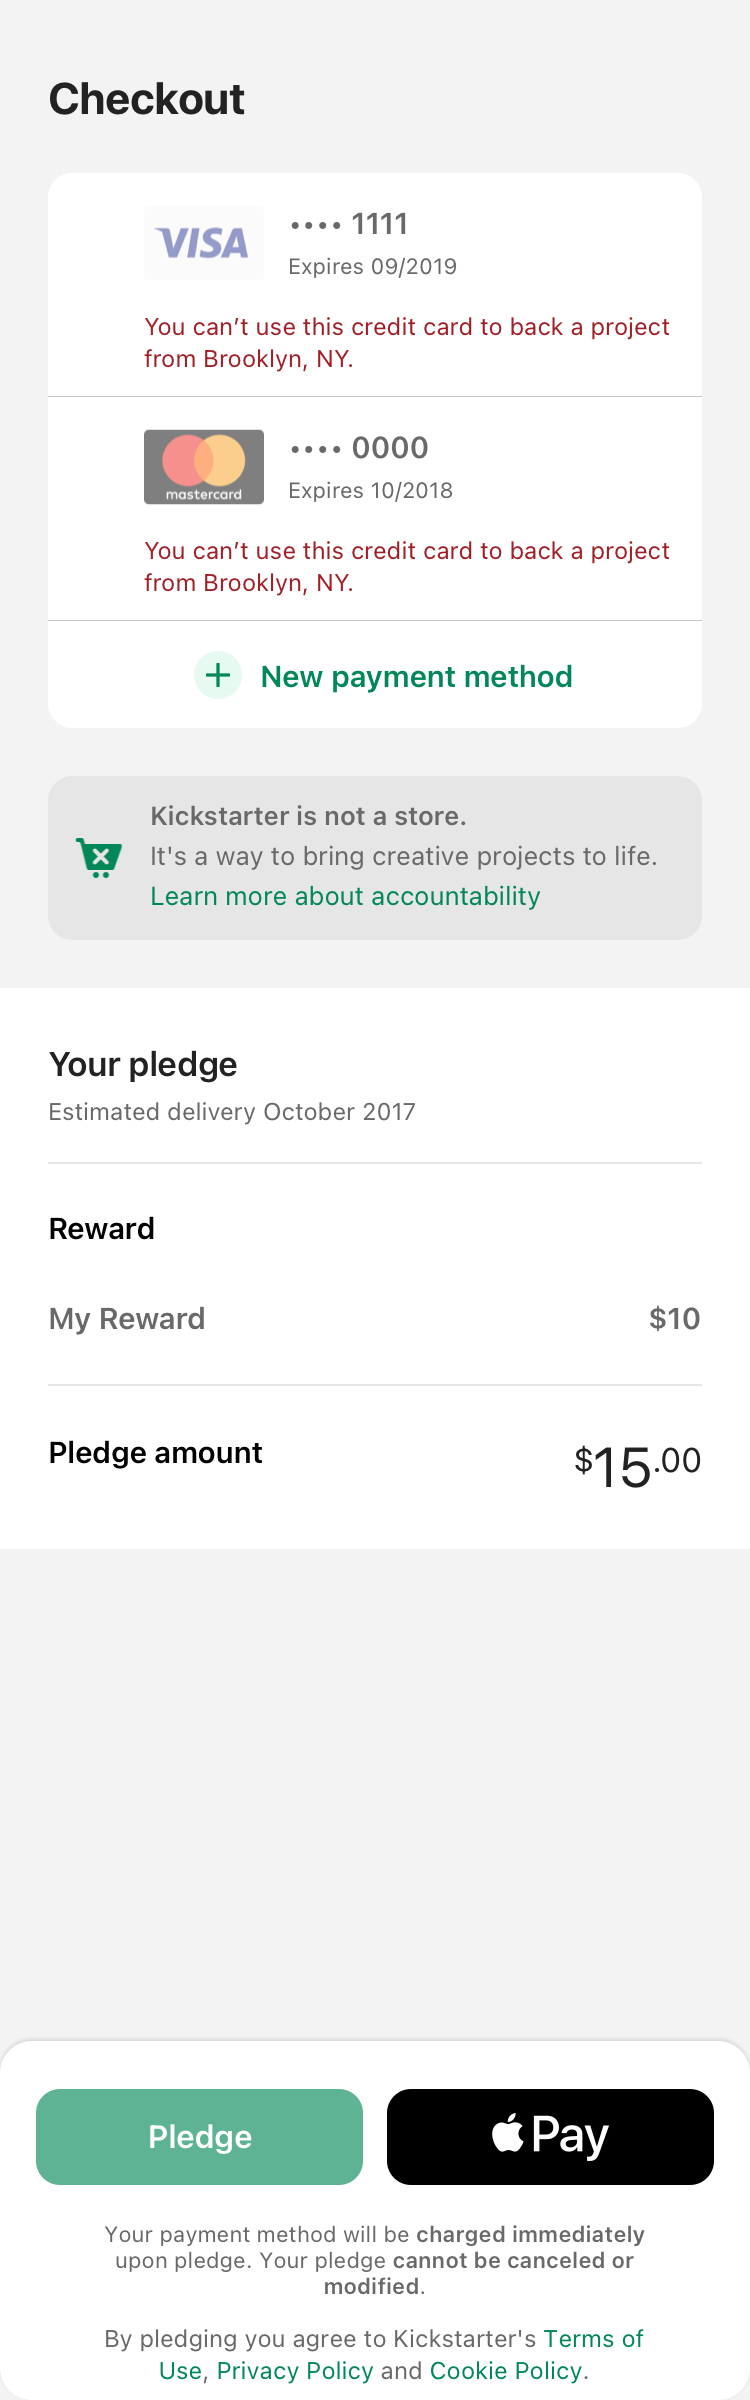 Checkout
VISA
•••• 1111
Expires 09/2019
You can’t use this credit card to back a project
from Brooklyn, NY.
mastercard
•••• 0000
Expires 10/2018
You can’t use this credit card to back a project
from Brooklyn, NY.
New payment method
Kickstarter is not a store.
It's a way to bring creative projects to life.
Learn more about accountability
Your pledge
Estimated delivery October 2017
Reward
My Reward $10
Pledge amount $15.00
Pledge
Pay
Your payment method will be charged immediately
upon pledge. Your pledge cannot be canceled or
modified.
By pledging you agree to Kickstarter's Terms of
Use, Privacy Policy and Cookie Policy.